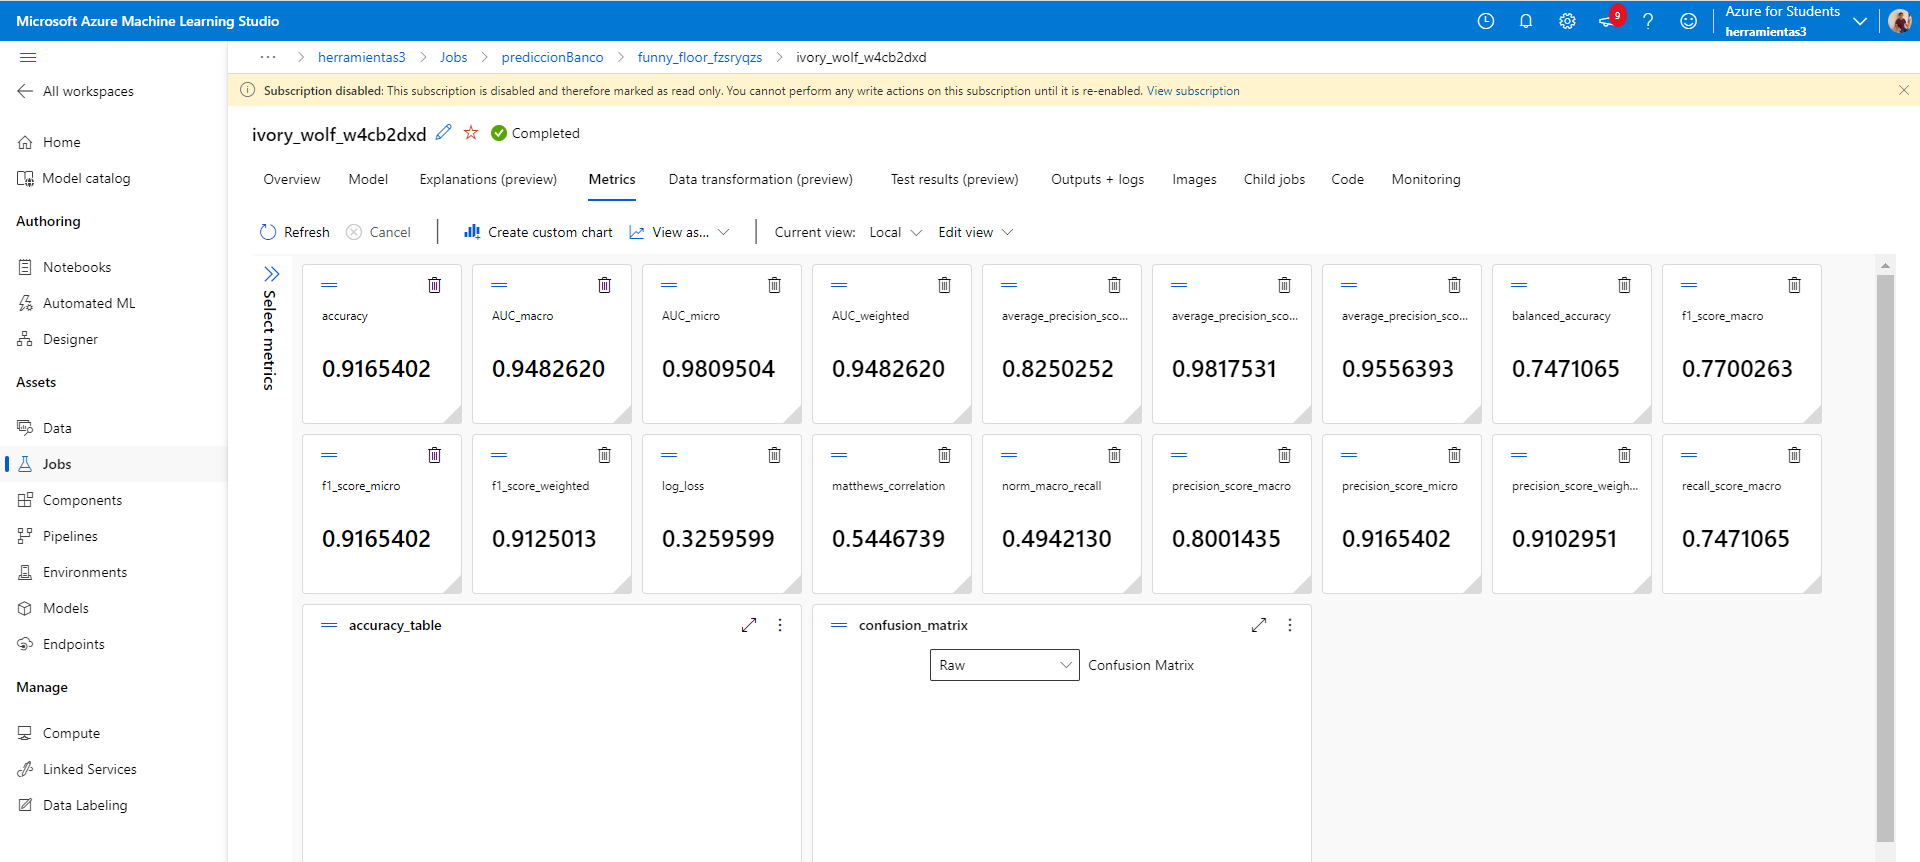 Microsoft Azure Machine Learning Studio
9
?
Azure for Students
herramientas3
··· > herramientas3 > Jobs > prediccionBanco > funny_floor_fzsryqzs > ivory_wolf_w4cb2dxd
All workspaces
Home
Model catalog
Authoring
Notebooks
Automated ML
Designer
Assets
Data
Jobs
Components
Pipelines
Environments
Models
Endpoints
Manage
Compute
Linked Services
Data Labeling
Subscription disabled: This subscription is disabled and therefore marked as read only. You cannot perform any write actions on this subscription until it is re-enabled. View subscription
ivory_wolf_w4cb2dxd Completed
Overview Model Explanations (preview) Metrics Data transformation (preview) Test results (preview) Outputs + logs Images Child jobs Code Monitoring
Refresh Cancel Create custom chart View as... Current view: Local Edit view
Select metrics
accuracy
0.9165402
AUC_macro
0.9482620
AUC_micro
0.9809504
AUC_weighted
0.9482620
average_precision_sco...
0.8250252
average_precision_sco...
0.9817531
average_precision_sco...
0.9556393
balanced_accuracy
0.7471065
f1_score_macro
0.7700263
f1_score_micro
0.9165402
f1_score_weighted
0.9125013
log_loss
0.3259599
matthews_correlation
0.5446739
norm_macro_recall
0.4942130
precision_score_macro
0.8001435
precision_score_micro
0.9165402
precision_score_weigh...
0.9102951
recall_score_macro
0.7471065
accuracy_table
confusion_matrix
Raw Confusion Matrix